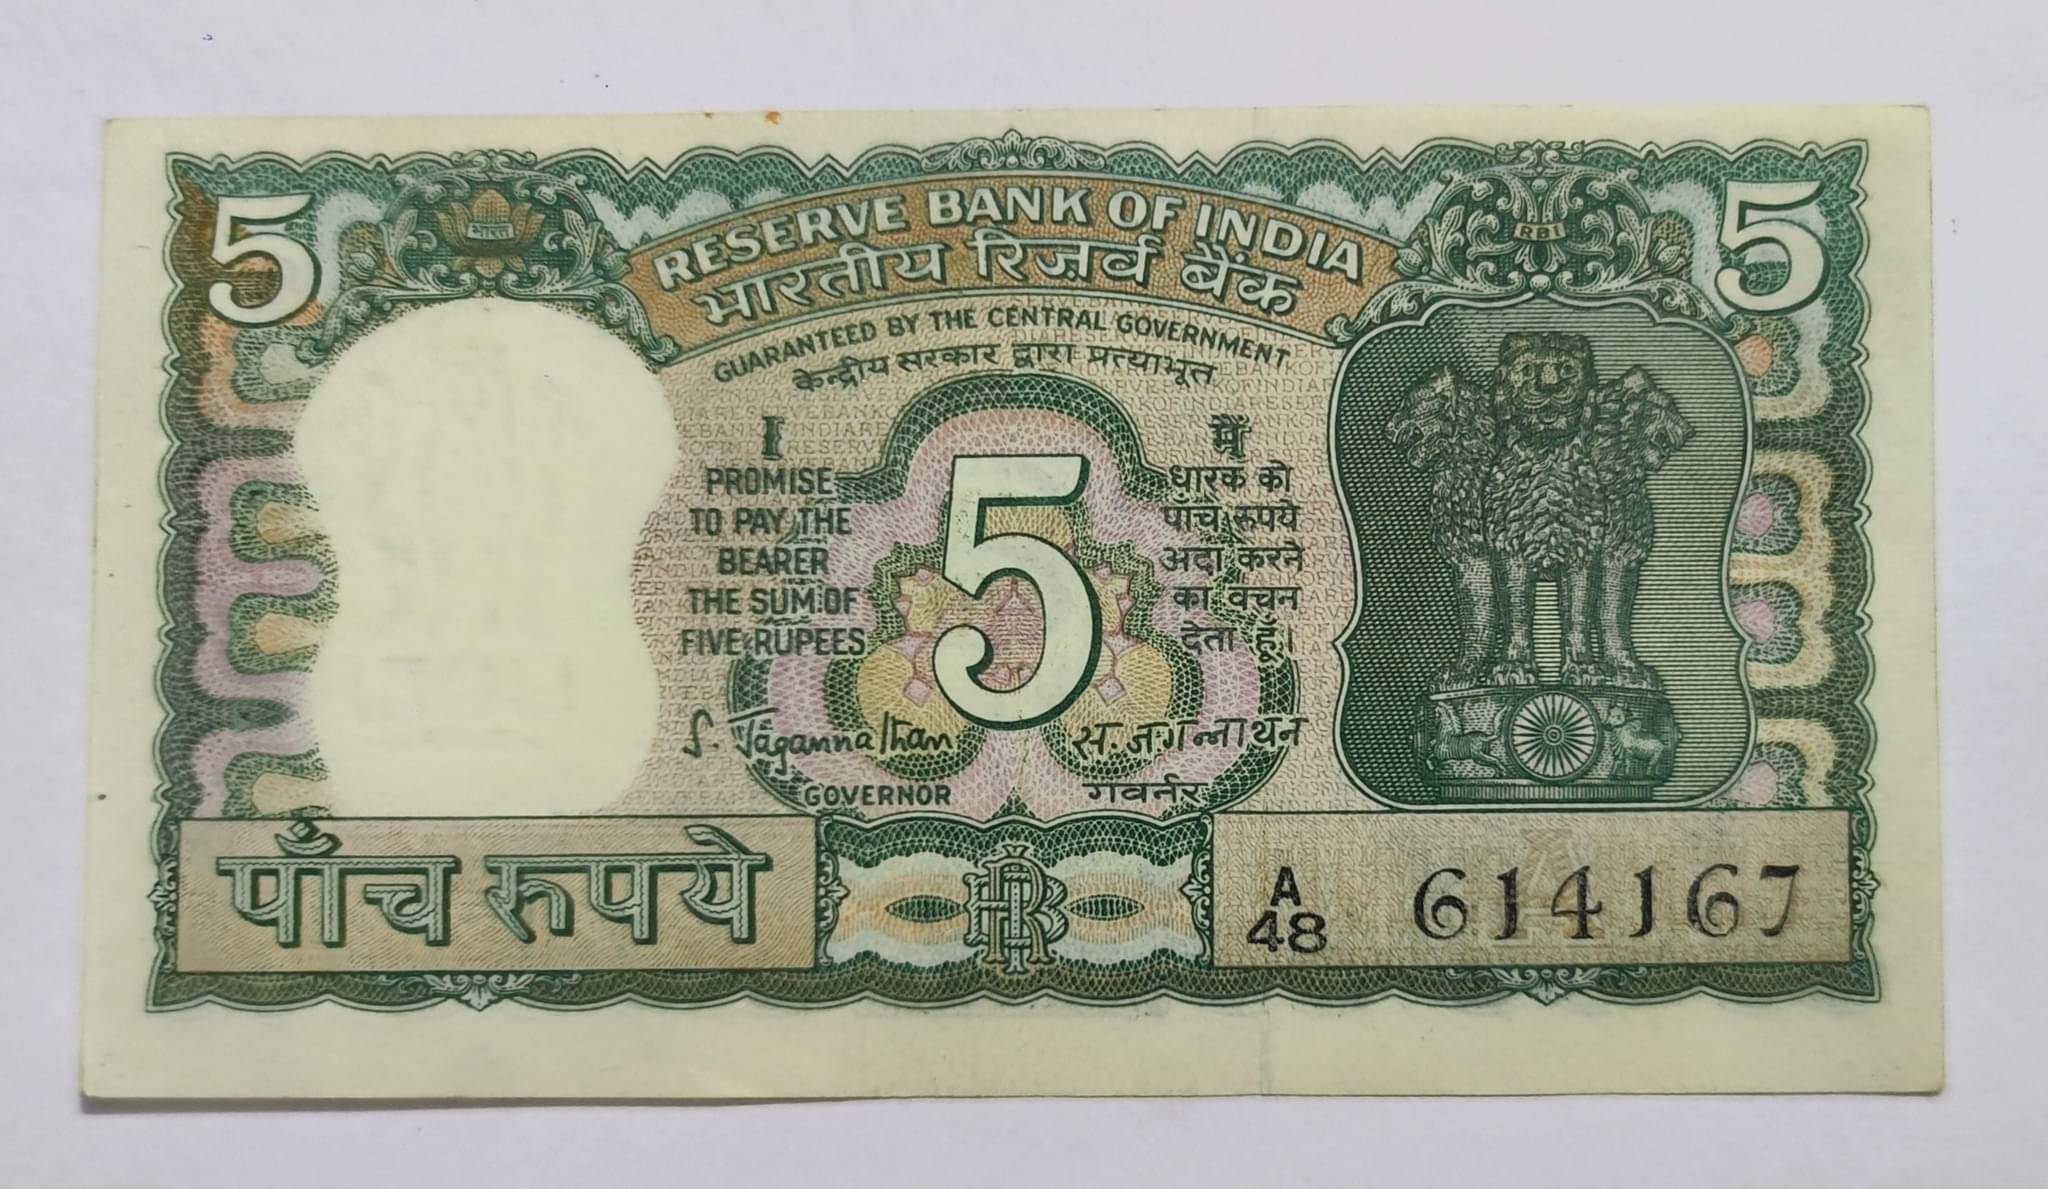 5
भारत
RESERVE BANK OF INDIA
भारतीय रिज़र्व बैंक
RBI
5
GUARANTEED BY THE CENTRAL GOVERNMENT
केन्द्रीय सरकार द्वारा प्रत्याभूत
I
PROMISE
TO PAY THE
BEARER
THE SUM OF
FIVE RUPEES
5
मैं
धारक को
पांच रुपये
अदा करने
का वचन
देता हूं।
S. Jagannathan
GOVERNOR
स. जगन्नाथन
गवर्नर
पाँच रुपये
RBI
A
48 614167